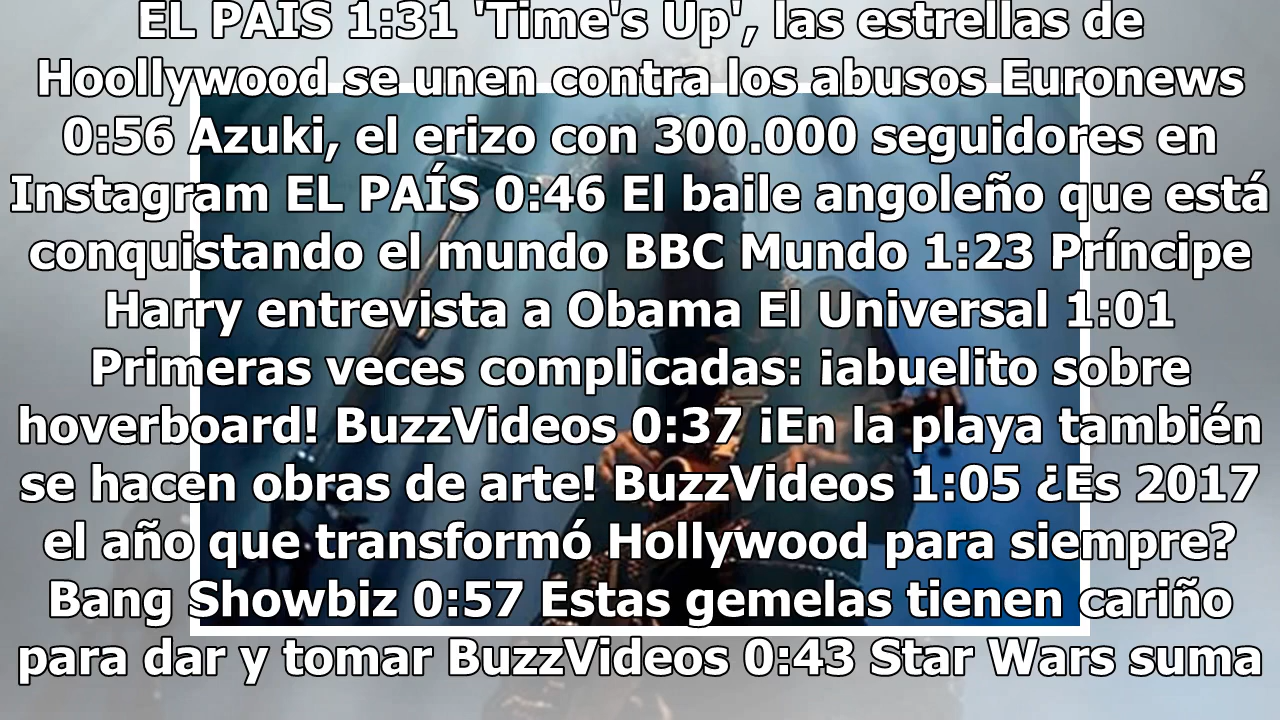 EL PAÍS 1:31 'Time's Up', las estrellas de
Hoollywood se unen contra los abusos Euronews
0:56 Azuki, el erizo con 300.000 seguidores en
Instagram EL PAÍS 0:46 El baile angoleño que está
conquistando el mundo BBC Mundo 1:23 Príncipe
Harry entrevista a Obama El Universal 1:01
Primeras veces complicadas: ¡abuelito sobre
hoverboard! BuzzVideos 0:37 ¡En la playa también
se hacen obras de arte! BuzzVideos 1:05 ¿Es 2017
el año que transformó Hollywood para siempre?
Bang Showbiz 0:57 Estas gemelas tienen cariño
para dar y tomar BuzzVideos 0:43 Star Wars suma